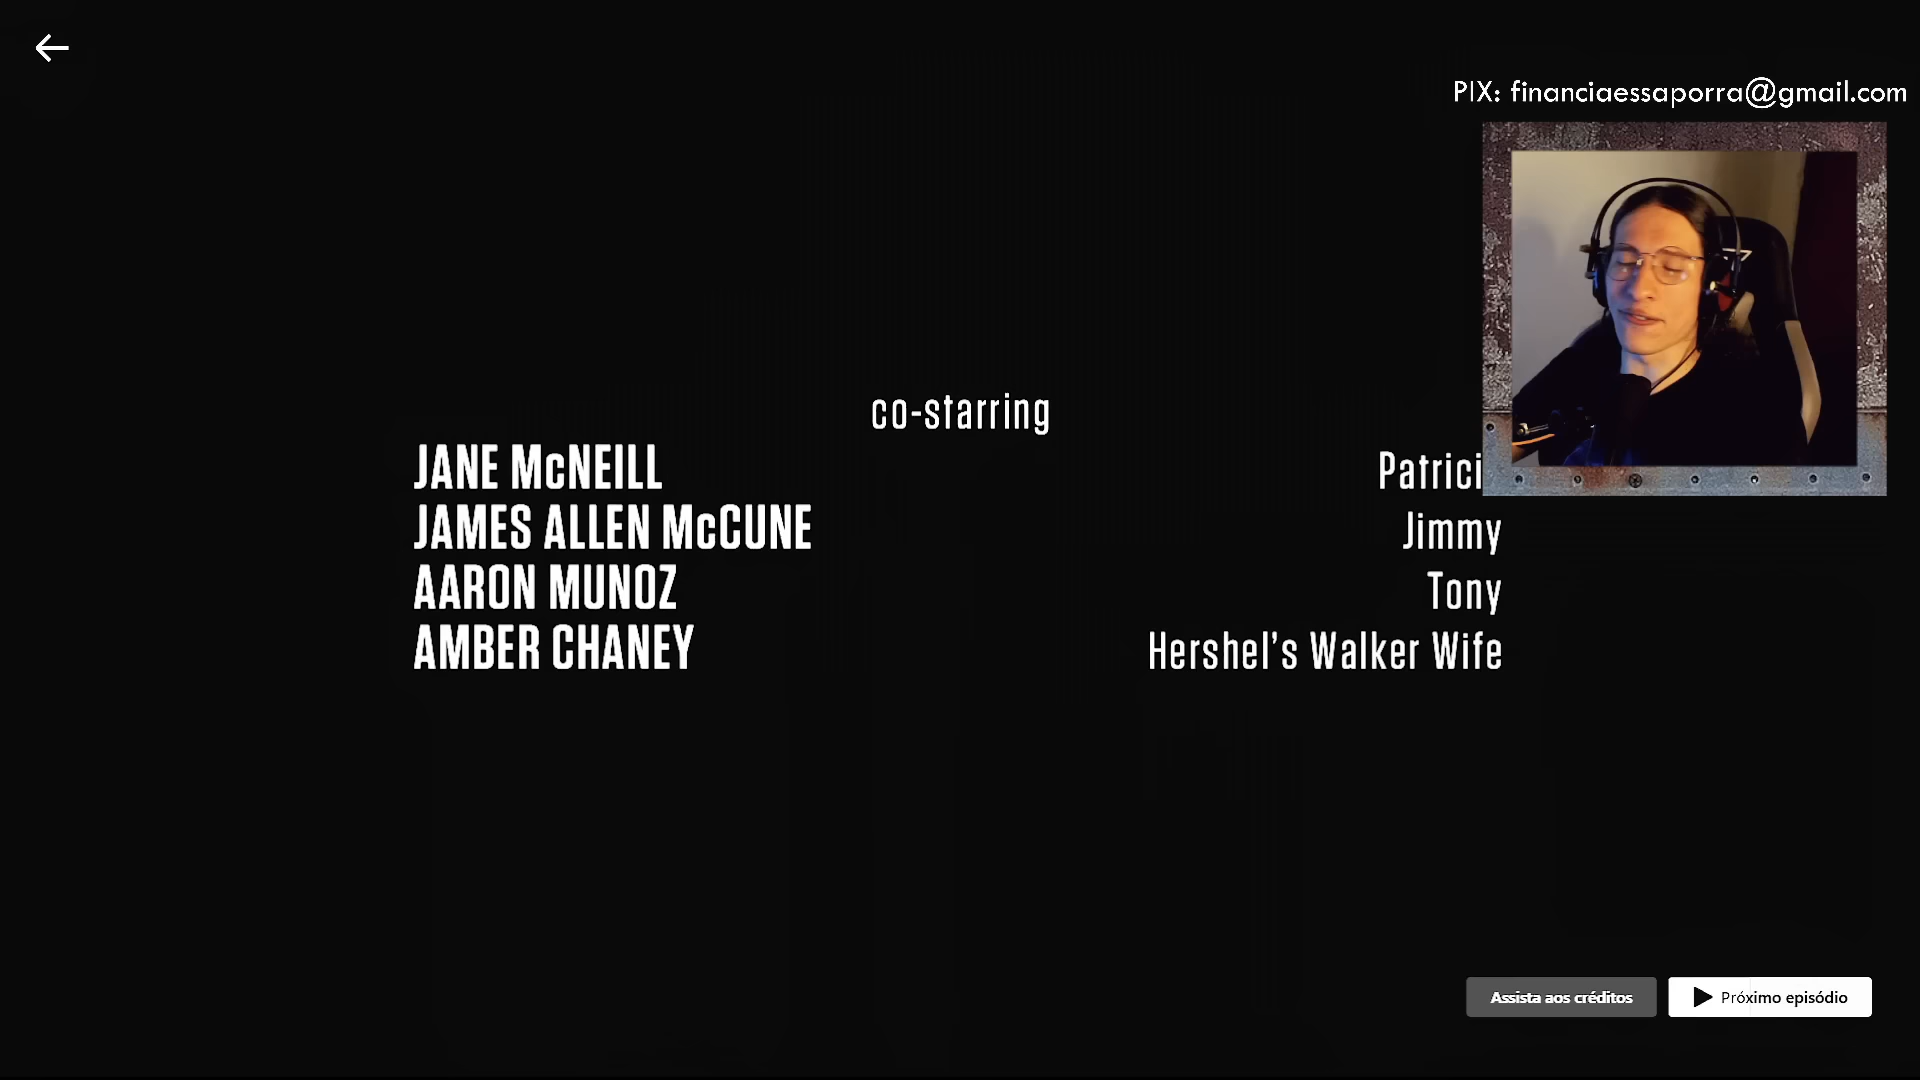 PIX: financiaessaporra@gmail.com
co-starring
JANE McNEILL Patrici
JAMES ALLEN McCUNE Jimmy
AARON MUNOZ Tony
AMBER CHANEY Hershel's Walker Wife
Assista aos créditos Próximo episódio